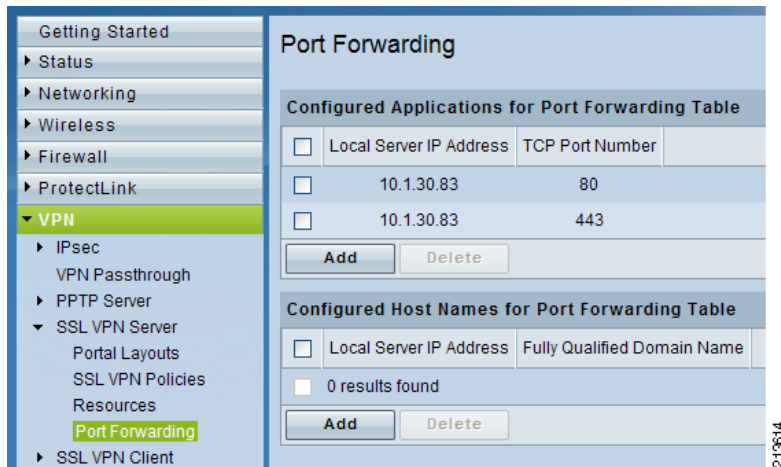 Getting Started
Status
Networking
Wireless
Firewall
ProtectLink
VPN
IPsec
VPN Passthrough
PPTP Server
SSL VPN Server
Portal Layouts
SSL VPN Policies
Resources
Port Forwarding
SSL VPN Client
Port Forwarding
Configured Applications for Port Forwarding Table
Local Server IP Address TCP Port Number
10.1.30.83 80
10.1.30.83 443
Add Delete
Configured Host Names for Port Forwarding Table
Local Server IP Address Fully Qualified Domain Name
0 results found
Add Delete
213614